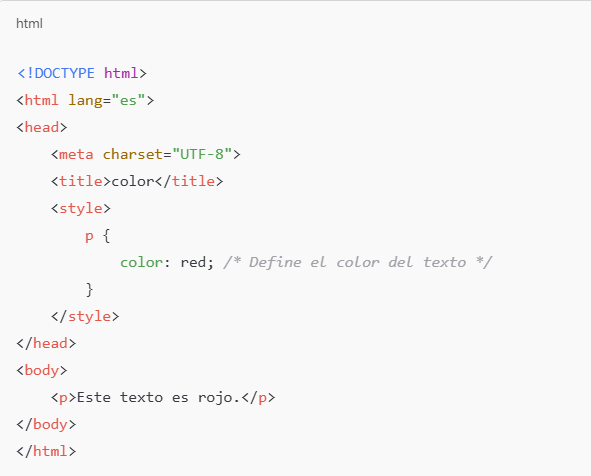 html
<!DOCTYPE html>
<html lang="es">
<head>
    <meta charset="UTF-8">
    <title>color</title>
    <style>
        p {
            color: red; /* Define el color del texto */
        }
    </style>
</head>
<body>
    <p>Este texto es rojo.</p>
</body>
</html>